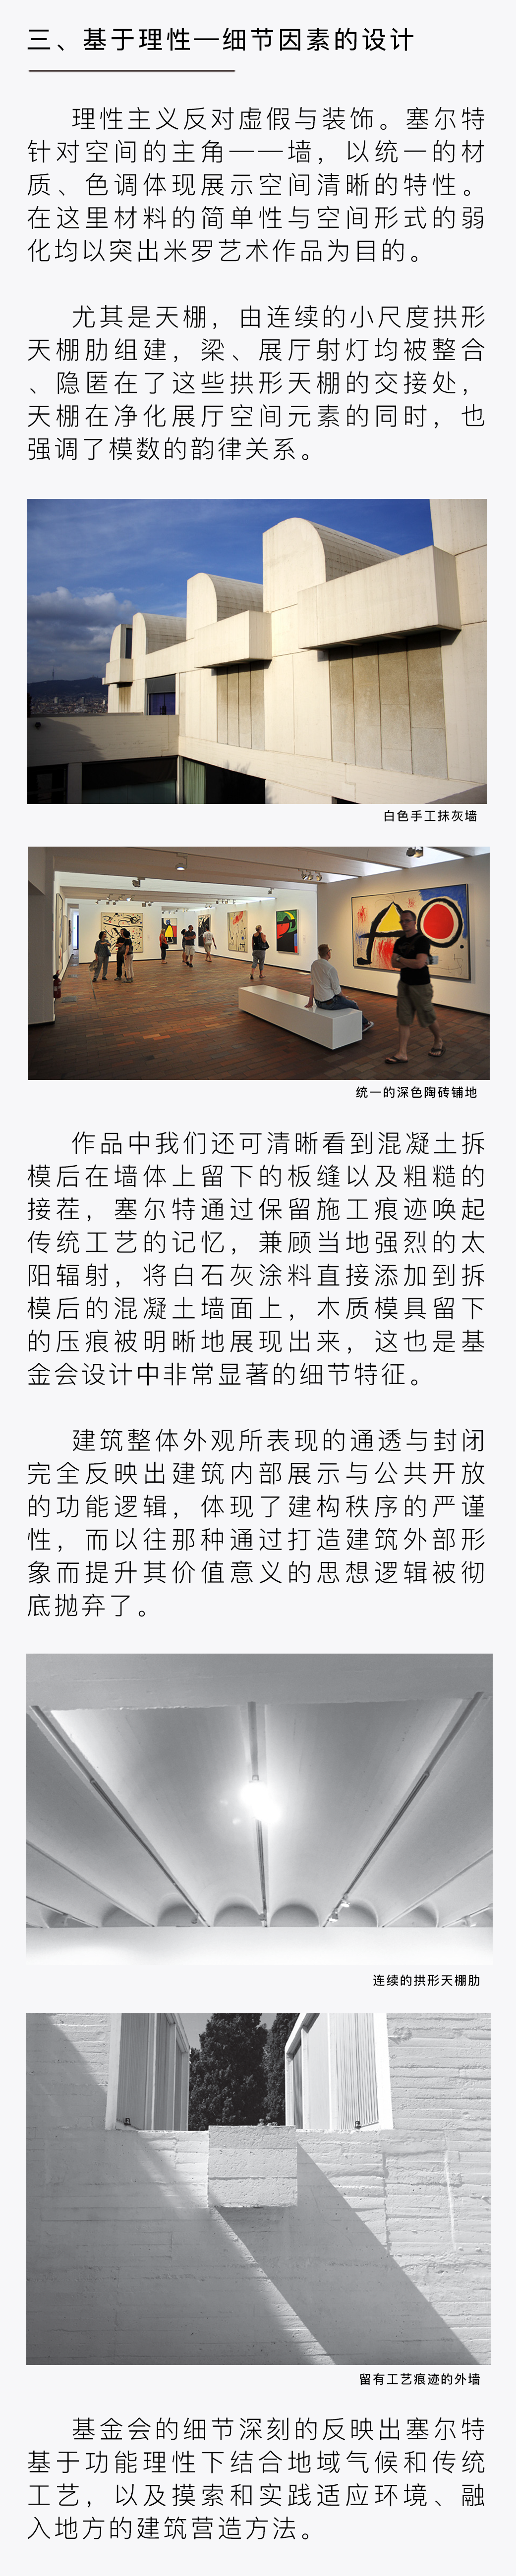 三、基于理性—细节因素的设计
理性主义反对虚假与装饰。塞尔特
针对空间的主角——墙，以统一的材
质、色调体现展示空间清晰的特性。
在这里材料的简单性与空间形式的弱
化均以突出米罗艺术作品为目的。
尤其是天棚，由连续的小尺度拱形
天棚肋组建，梁、展厅射灯均被整合
、隐匿在了这些拱形天棚的交接处，
天棚在净化展厅空间元素的同时，也
强调了模数的韵律关系。
白色手工抹灰墙
统一的深色陶砖铺地
作品中我们还可清晰看到混凝土拆
模后在墙体上留下的板缝以及粗糙的
接茬，塞尔特通过保留施工痕迹唤起
传统工艺的记忆，兼顾当地强烈的太
阳辐射，将白石灰涂料直接添加到拆
模后的混凝土墙面上，木质模具留下
的压痕被明晰地展现出来，这也是基
金会设计中非常显著的细节特征。
建筑整体外观所表现的通透与封闭
完全反映出建筑内部展示与公共开放
的功能逻辑，体现了建构秩序的严谨
性，而以往那种通过打造建筑外部形
象而提升其价值意义的思想逻辑被彻
底抛弃了。
连续的拱形天棚肋
留有工艺痕迹的外墙
基金会的细节深刻的反映出塞尔特
基于功能理性下结合地域气候和传统
工艺，以及摸索和实践适应环境、融
入地方的建筑营造方法。